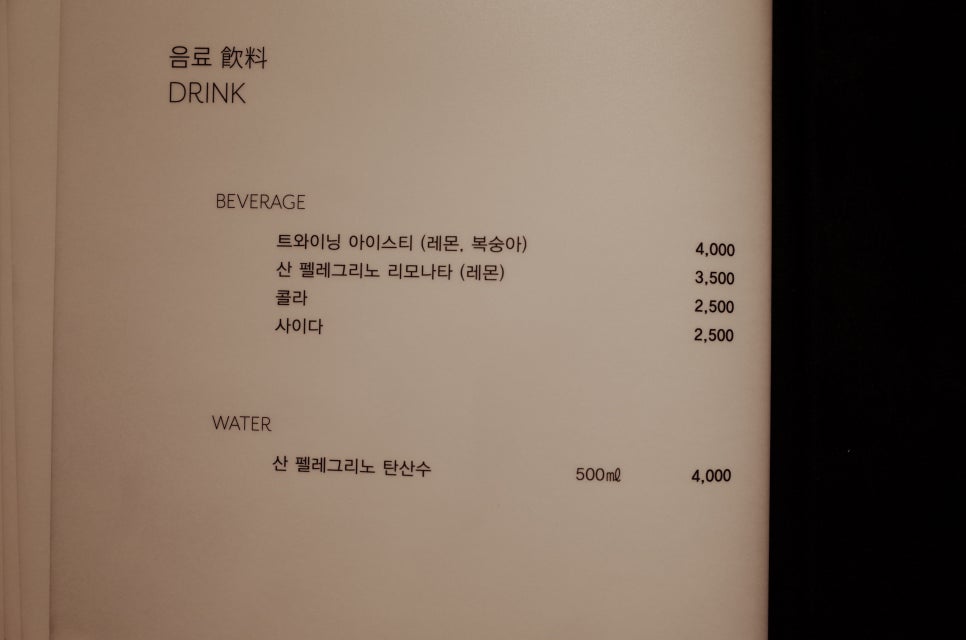 음료 飮料
DRINK
BEVERAGE
트와이닝 아이스티 (레몬, 복숭아) 4,000
산 펠레그리노 리모나타 (레몬) 3,500
콜라 2,500
사이다 2,500
WATER
산 펠레그리노 탄산수 500㎖ 4,000